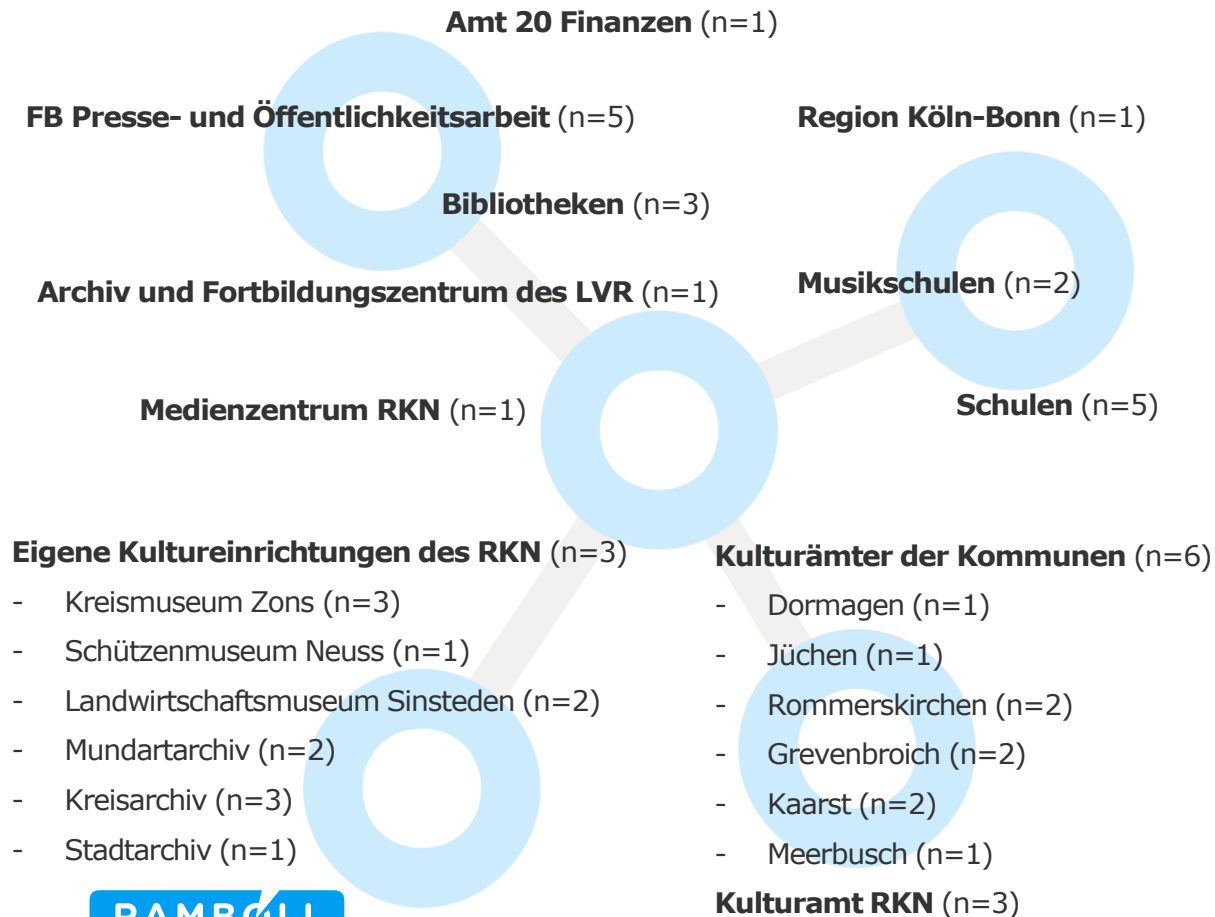 Amt 20 Finanzen (n=1)
FB Presse- und Öffentlichkeitsarbeit (n=5)
Region Köln-Bonn (n=1)
Bibliotheken (n=3)
Archiv und Fortbildungszentrum des LVR (n=1)
Musikschulen (n=2)
Medienzentrum RKN (n=1)
Schulen (n=5)
Eigene Kultureinrichtungen des RKN (n=3)
- Kreismuseum Zons (n=3)
- Schützenmuseum Neuss (n=1)
- Landwirtschaftsmuseum Sinsteden (n=2)
- Mundartarchiv (n=2)
- Kreisarchiv (n=3)
- Stadtarchiv (n=1)
Kulturämter der Kommunen (n=6)
- Dormagen (n=1)
- Jüchen (n=1)
- Rommerskirchen (n=2)
- Grevenbroich (n=2)
- Kaarst (n=2)
- Meerbusch (n=1)
Kulturamt RKN (n=3)
RAMBOLL